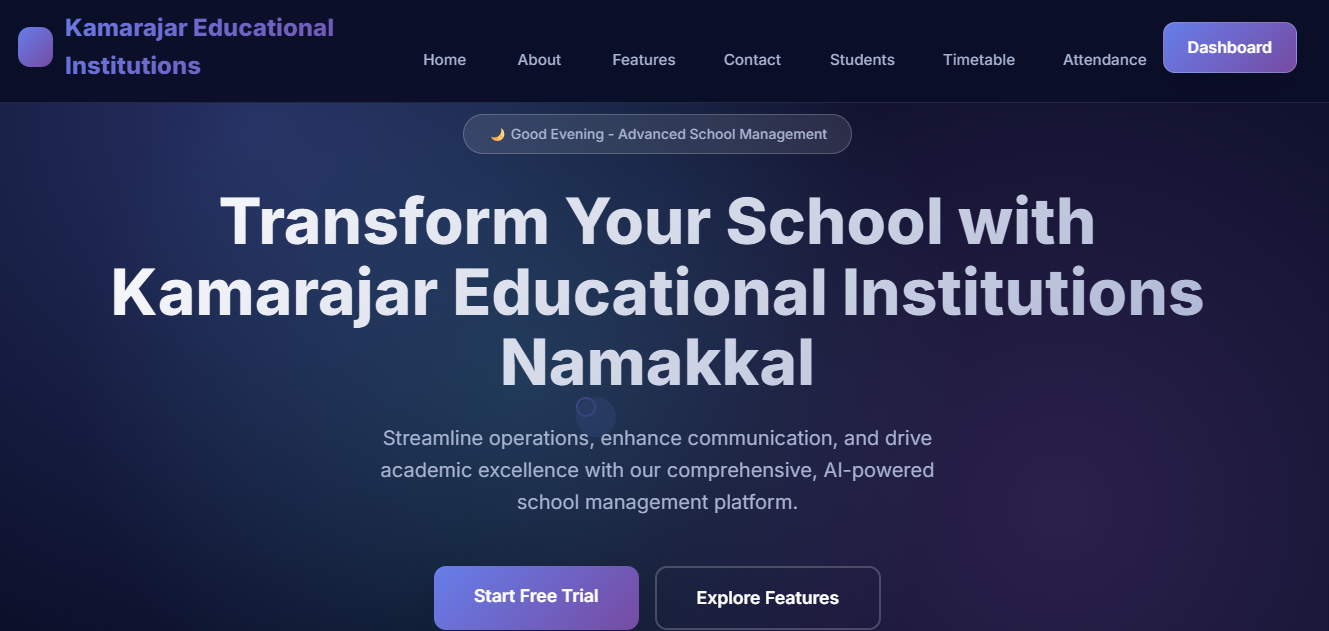 Kamarajar Educational
Institutions
Home About Features Contact Students Timetable Attendance Dashboard
🌙 Good Evening - Advanced School Management
Transform Your School with
Kamarajar Educational Institutions
Namakkal
Streamline operations, enhance communication, and drive
academic excellence with our comprehensive, AI-powered
school management platform.
Start Free Trial Explore Features